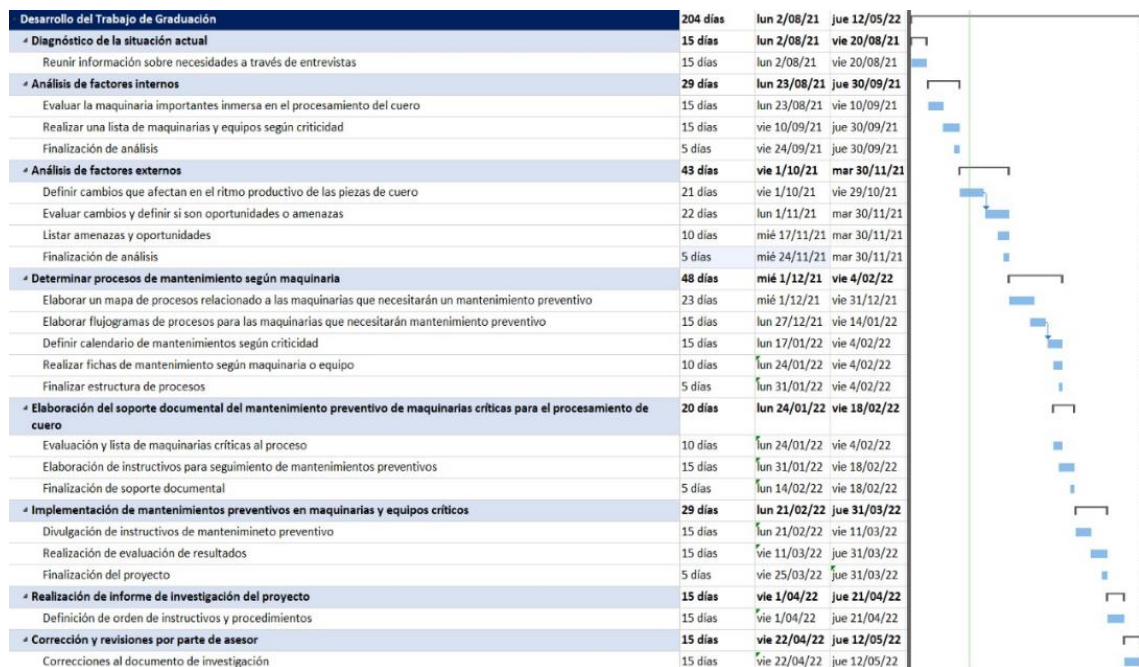 Desarrollo del Trabajo de Graduación 204 días lun 2/08/21 jue 12/05/22
Diagnóstico de la situación actual 15 días lun 2/08/21 vie 20/08/21
Reunir información sobre necesidades a través de entrevistas 15 días lun 2/08/21 vie 20/08/21
Análisis de factores internos 29 días lun 23/08/21 jue 30/09/21
Evaluar la maquinaria importantes inmersa en el procesamiento del cuero 15 días lun 23/08/21 vie 10/09/21
Realizar una lista de maquinarias y equipos según criticidad 15 días vie 10/09/21 jue 30/09/21
Finalización de análisis 5 días vie 24/09/21 jue 30/09/21
Análisis de factores externos 43 días vie 1/10/21 mar 30/11/21
Definir cambios que afectan en el ritmo productivo de las piezas de cuero 21 días vie 1/10/21 vie 29/10/21
Evaluar cambios y definir si son oportunidades o amenazas 22 días lun 1/11/21 mar 30/11/21
Listar amenazas y oportunidades 10 días mié 17/11/21 mar 30/11/21
Finalización de análisis 5 días mié 24/11/21 mar 30/11/21
Determinar procesos de mantenimiento según maquinaria 48 días mié 1/12/21 vie 4/02/22
Elaborar un mapa de procesos relacionado a las maquinarias que necesitarán un mantenimiento preventivo 23 días mié 1/12/21 vie 31/12/21
Elaborar flujogramas de procesos para las maquinarias que necesitarán mantenimiento preventivo 15 días lun 27/12/21 vie 14/01/22
Definir calendario de mantenimientos según criticidad 15 días lun 17/01/22 vie 4/02/22
Realizar fichas de mantenimiento según maquinaria o equipo 10 días lun 24/01/22 vie 4/02/22
Finalizar estructura de procesos 5 días lun 31/01/22 vie 4/02/22
Elaboración del soporte documental del mantenimiento preventivo de maquinarias críticas para el procesamiento de 20 días lun 24/01/22 vie 18/02/22
cuero
Evaluación y lista de maquinarias críticas al proceso 10 días lun 24/01/22 vie 4/02/22
Elaboración de instructivos para seguimiento de mantenimientos preventivos 15 días lun 31/01/22 vie 18/02/22
Finalización de soporte documental 5 días lun 14/02/22 vie 18/02/22
Implementación de mantenimientos preventivos en maquinarias y equipos críticos 29 días lun 21/02/22 jue 31/03/22
Divulgación de instructivos de mantenimineto preventivo 15 días lun 21/02/22 vie 11/03/22
Realización de evaluación de resultados 15 días vie 11/03/22 jue 31/03/22
Finalización del proyecto 5 días vie 25/03/22 jue 31/03/22
Realización de informe de investigación del proyecto 15 días vie 1/04/22 jue 21/04/22
Definición de orden de instructivos y procedimientos 15 días vie 1/04/22 jue 21/04/22
Corrección y revisiones por parte de asesor 15 días vie 22/04/22 jue 12/05/22
Correcciones al documento de investigación 15 días vie 22/04/22 jue 12/05/22